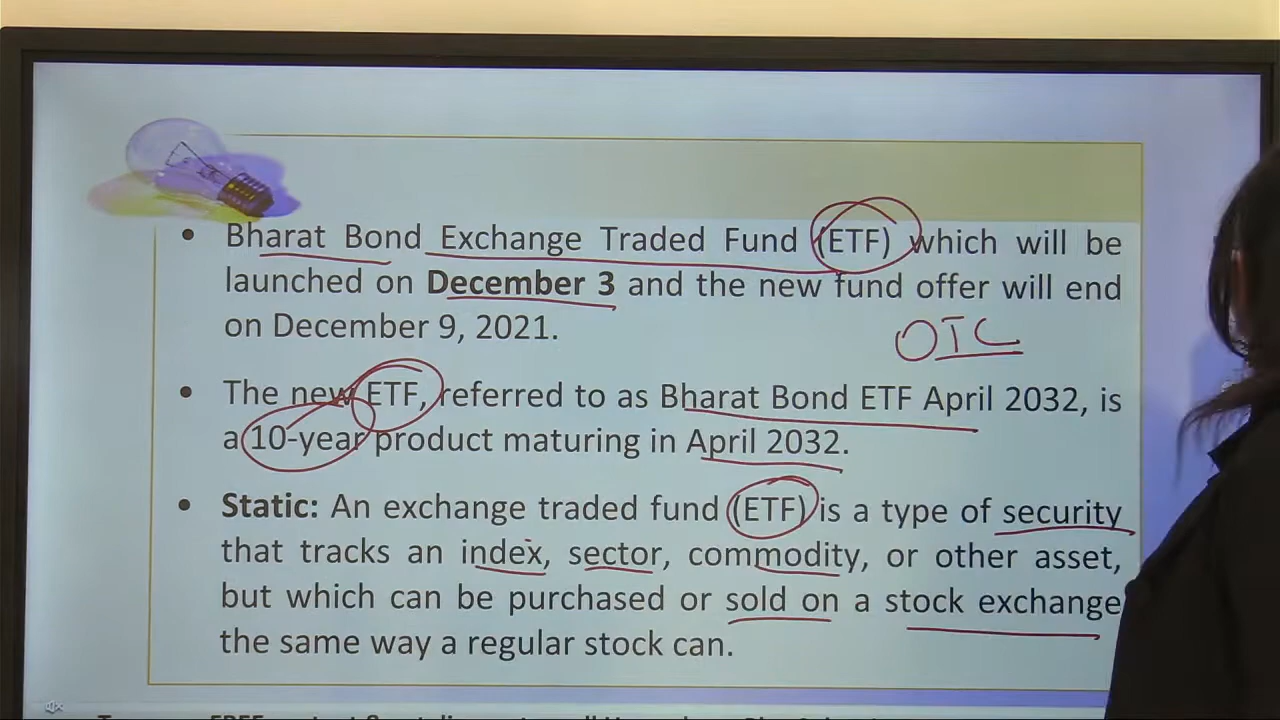 • Bharat Bond Exchange Traded Fund (ETF) which will be
launched on December 3 and the new fund offer will end
on December 9, 2021.
OTC
• The new ETF, referred to as Bharat Bond ETF April 2032, is
a 10-year product maturing in April 2032.
• Static: An exchange traded fund (ETF) is a type of security
that tracks an index, sector, commodity, or other asset,
but which can be purchased or sold on a stock exchange
the same way a regular stock can.